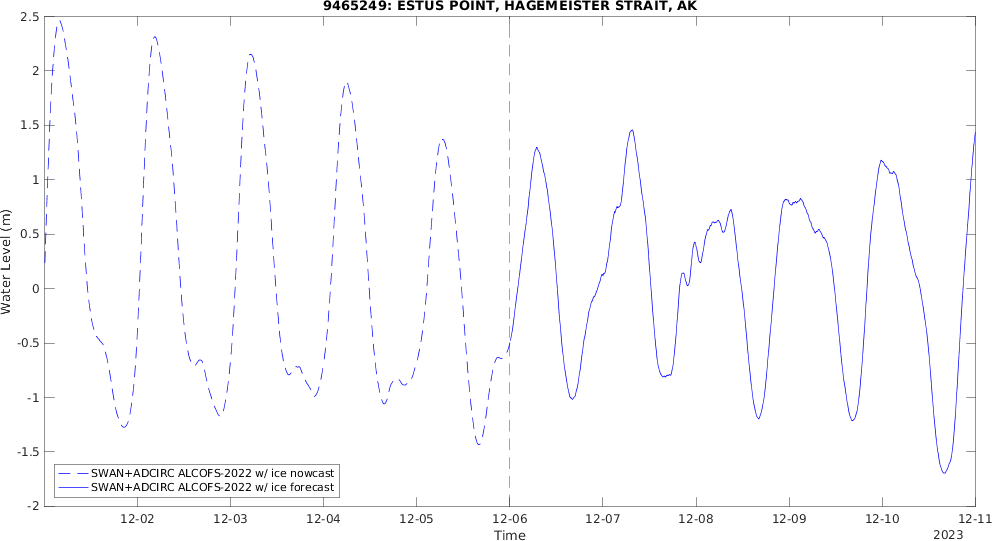 9465249: ESTUS POINT, HAGEMEISTER STRAIT, AK
Water Level (m)
2.5
2
1.5
1
0.5
0
-0.5
-1
-1.5
-2
SWAN+ADCIRC ALCOFS-2022 w/ ice nowcast
SWAN+ADCIRC ALCOFS-2022 w/ ice forecast
12-02 12-03 12-04 12-05 12-06 12-07 12-08 12-09 12-10 12-11
Time
2023